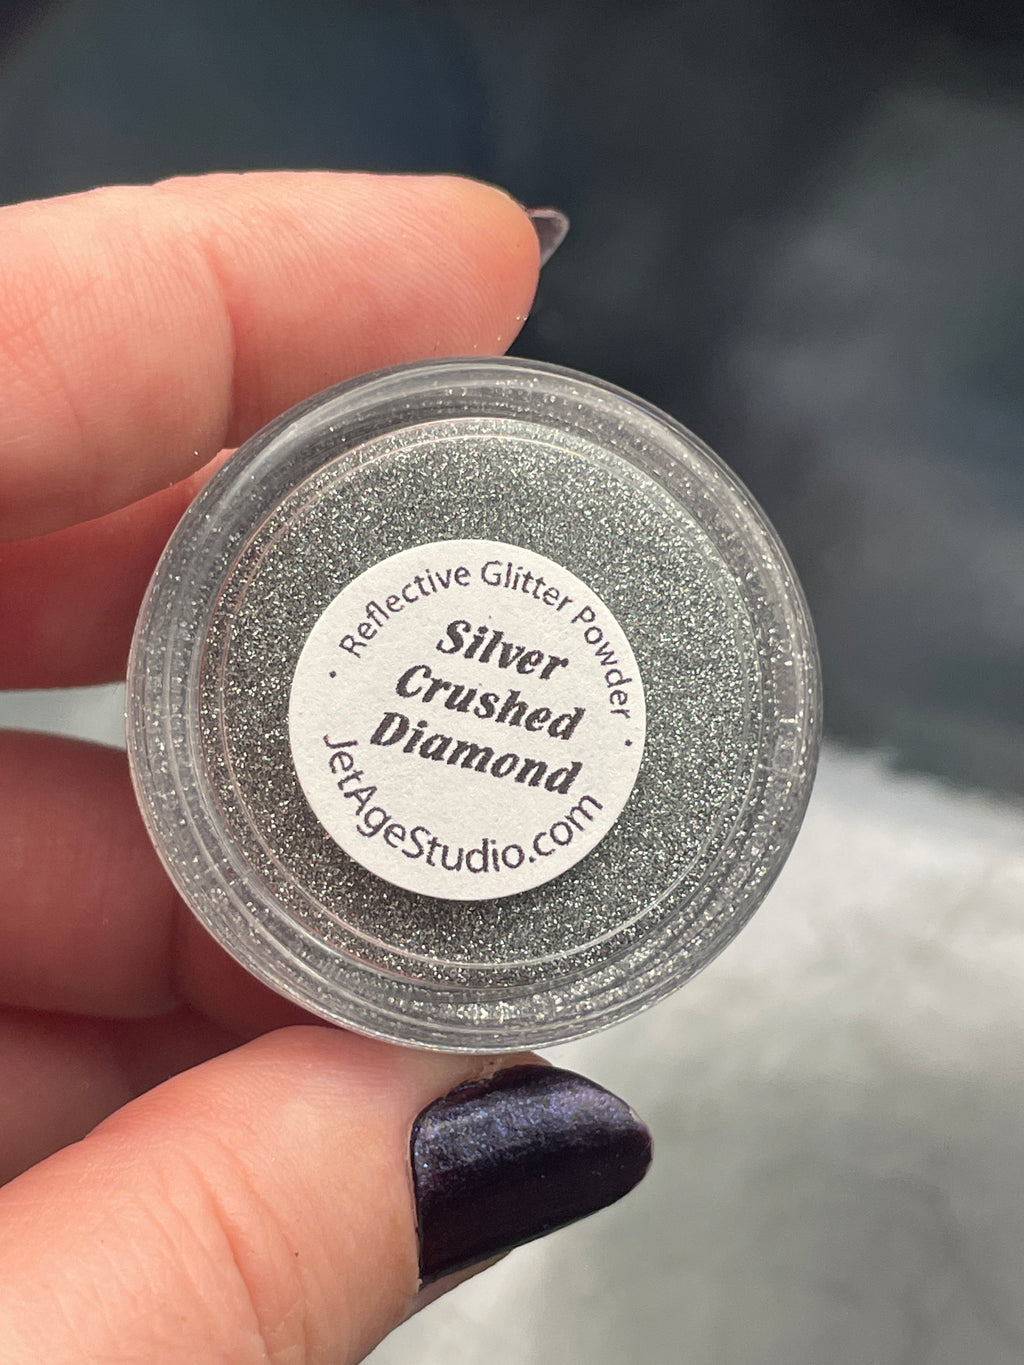 Reflective Glitter Powder
Silver
Crushed
Diamond
JetAgeStudio.com